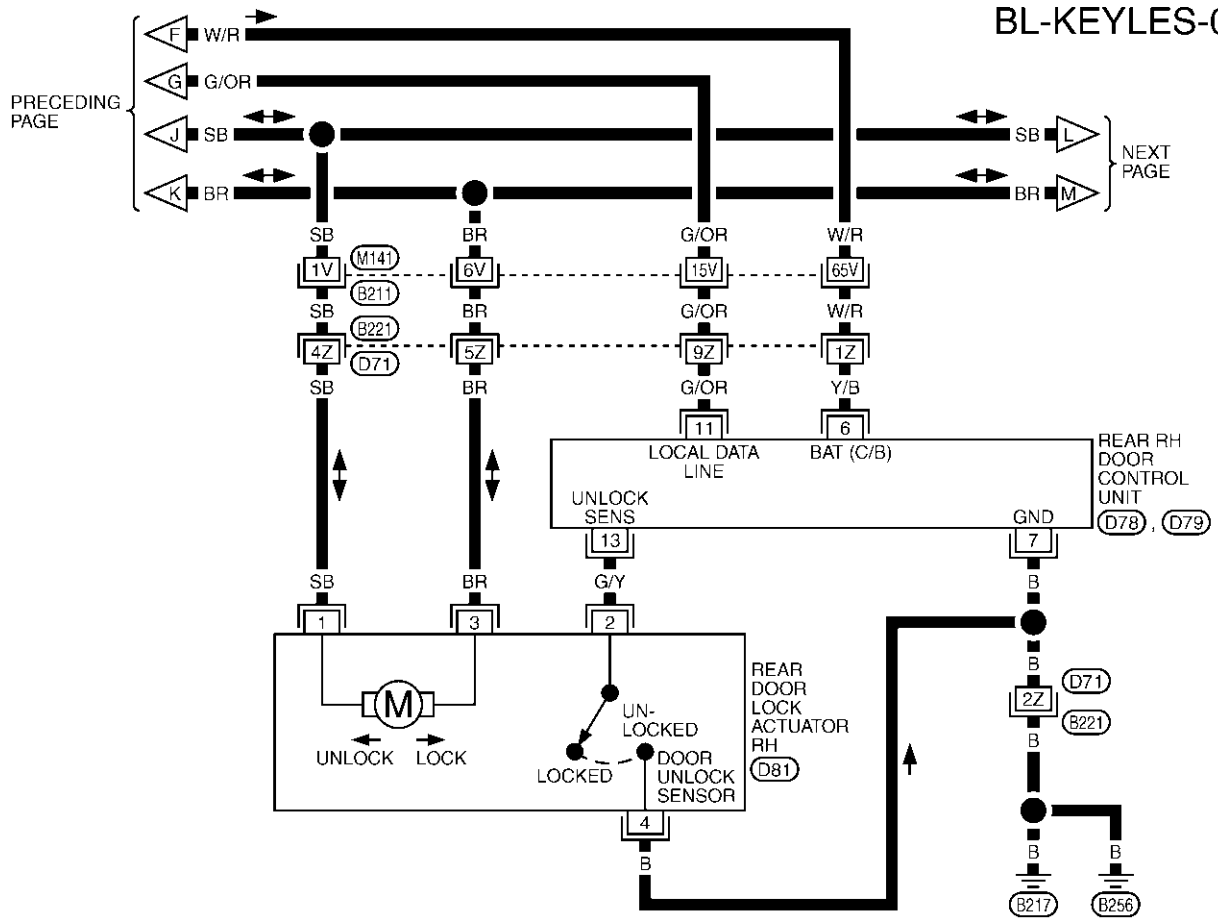 BL-KEYLES-
F W/R
G G/OR
PRECEDING
PAGE
J SB SB L
NEXT
PAGE
K BR BR M
SB BR G/OR W/R
1V M141 6V 15V 65V
B211
SB BR G/OR W/R
B221
4Z 5Z 9Z 1Z
D71
SB BR G/OR Y/B
11 6
LOCAL DATA
LINE
BAT (C/B)
REAR RH
DOOR
CONTROL
UNIT
D78 , D79
UNLOCK
SENS
GND
13 7
SB BR G/Y B
1 3 2
B
M
UNLOCK LOCK
UN-
LOCKED
LOCKED
DOOR
UNLOCK
SENSOR
REAR
DOOR
LOCK
ACTUATOR
RH
D81
D71
2Z
B221
B
4
B
B B
B217 B256